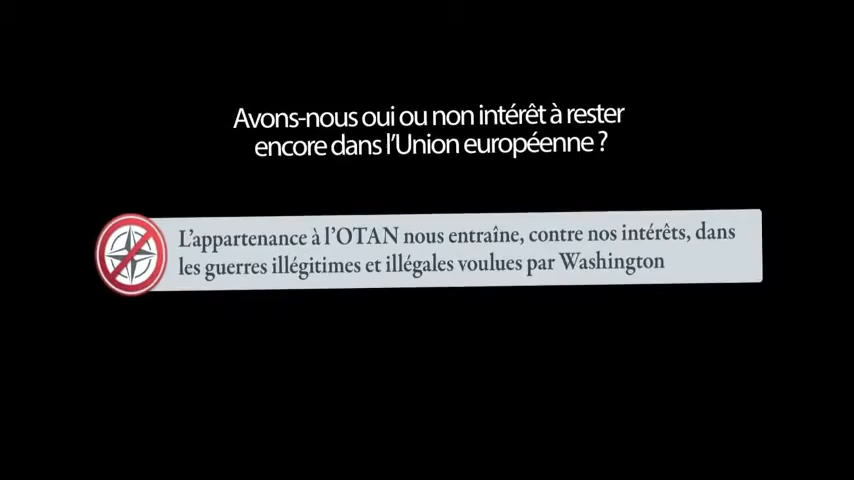 Avons-nous oui ou non intérêt à rester
encore dans l'Union européenne ?
L'appartenance à l'OTAN nous entraîne, contre nos intérêts, dans
les guerres illégitimes et illégales voulues par Washington